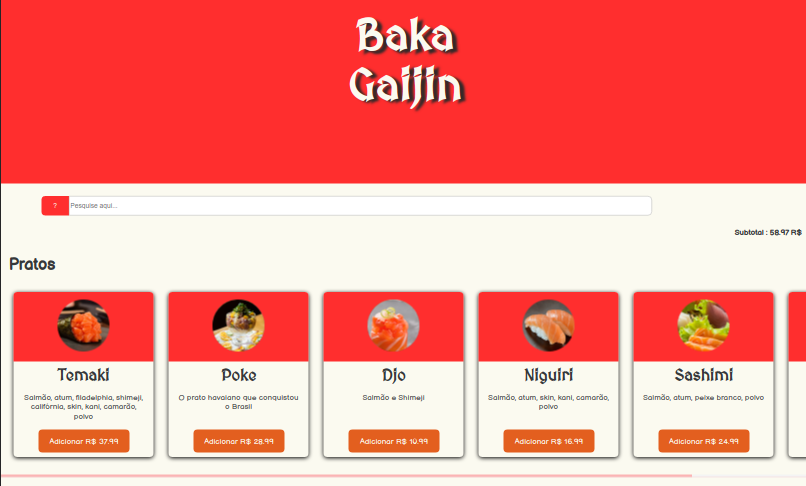 Baka
Gaijin
?
Pesquise aqui...
Subtotal : 58.97 R$
Pratos
Temaki
Salmão, atum, filadelphia, shimeji,
califórnia, skin, kani, camarão,
polvo
Adicionar R$ 37.99
Poke
O prato havaiano que conquistou
o Brasil
Adicionar R$ 28.99
Djo
Salmão e Shimeji
Adicionar R$ 10.99
Niguiri
Salmão, atum, skin, kani, camarão,
polvo
Adicionar R$ 16.99
Sashimi
Salmão, atum, peixe branco, polvo
Adicionar R$ 24.99